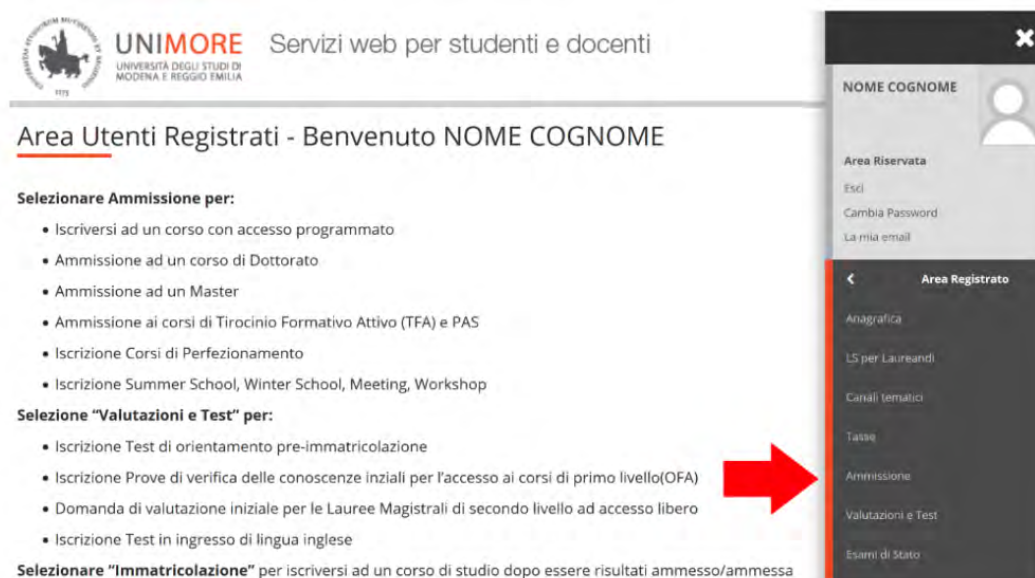 UNIMORE
UNIVERSITÀ DEGLI STUDI DI
MODENA E REGGIO EMILIA
1175
Servizi web per studenti e docenti
Area Utenti Registrati - Benvenuto NOME COGNOME
Selezionare Ammissione per:
• Iscriversi ad un corso con accesso programmato
• Ammissione ad un corso di Dottorato
• Ammissione ad un Master
• Ammissione ai corsi di Tirocinio Formativo Attivo (TFA) e PAS
• Iscrizione Corsi di Perfezionamento
• Iscrizione Summer School, Winter School, Meeting, Workshop
Selezione "Valutazioni e Test" per:
• Iscrizione Test di orientamento pre-immatricolazione
• Iscrizione Prove di verifica delle conoscenze inziali per l'accesso ai corsi di primo livello(OFA)
• Domanda di valutazione iniziale per le Lauree Magistrali di secondo livello ad accesso libero
• Iscrizione Test in ingresso di lingua inglese
Selezionare "Immatricolazione" per iscriversi ad un corso di studio dopo essere risultati ammesso/ammessa
NOME COGNOME
Area Riservata
Esci
Cambia Password
La mia email
Area Registrato
Anagrafica
LS per Laureandi
Canali tematici
Tasse
Ammissione
Valutazioni e Test
Esami di Stato